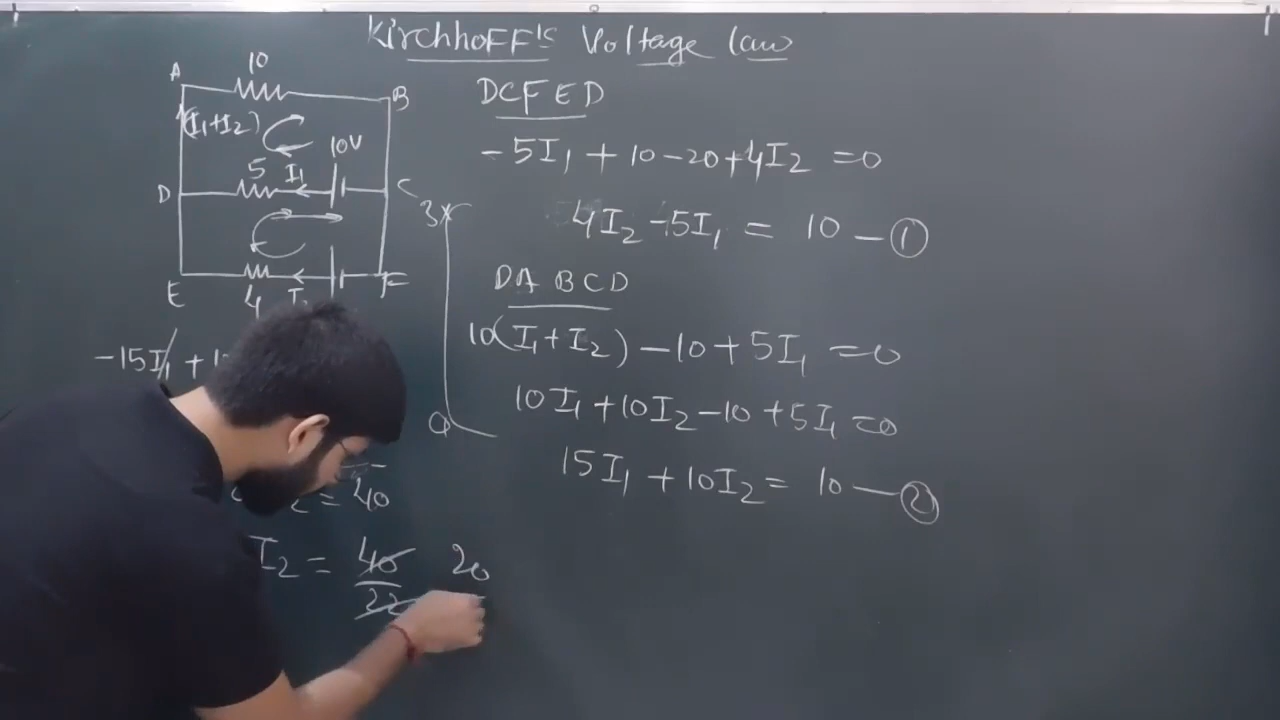 KirchhoFF's Voltage law
10
A
B
(I₁+I₂)
10V
5 I₁
D
C
E
4
F
DCFED
-5I₁ + 10-20+4I₂ =0
3x
4I₂ -5I₁ = 10 - ①
DABCD
10(I₁+I₂) -10+5I₁ =0
10I₁ +10I₂ -10 +5I₁ =0
15I₁ +10I₂ = 10 - ②
-15I₁ +
= 40
I₂ = 40/22 20